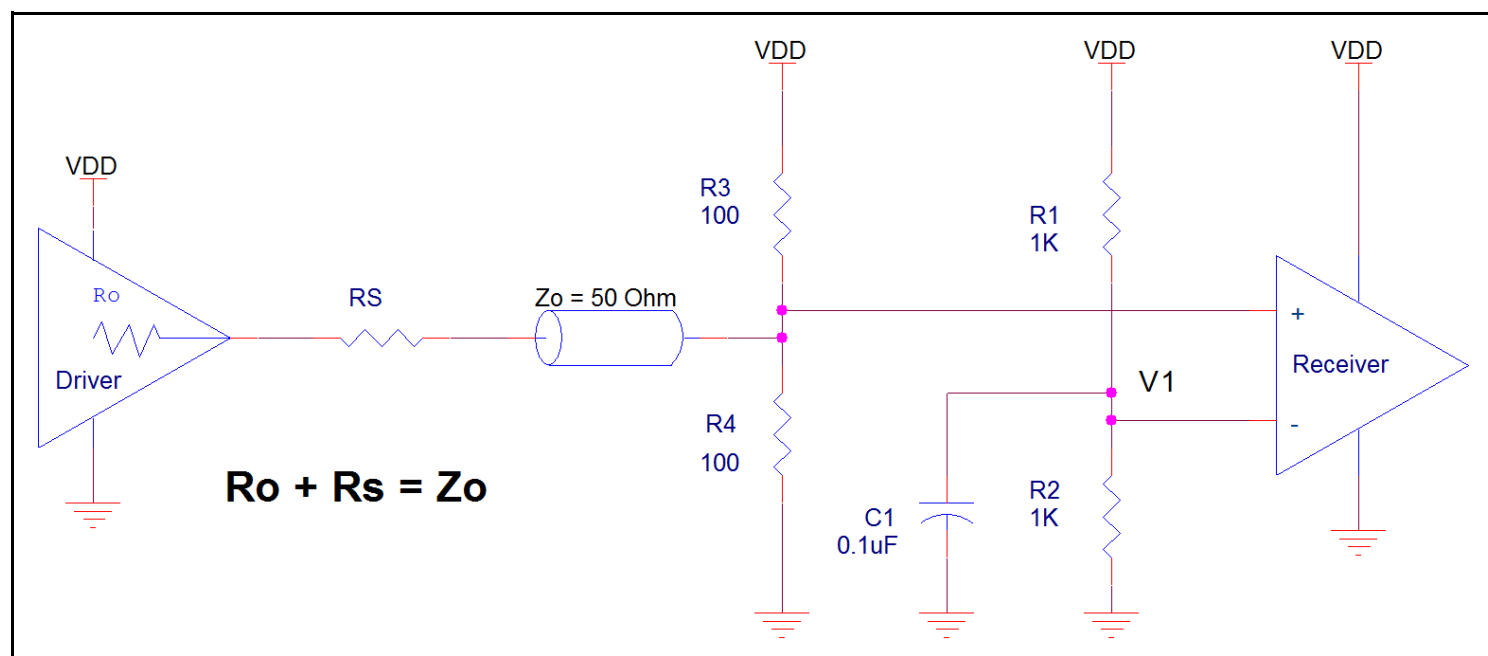 VDD
VDD
VDD
VDD
R3
100
R1
1K
Ro
RS
Zo = 50 Ohm
+
Driver
Receiver
V1
R4
100
-
Ro + Rs = Zo
C1
0.1uF
R2
1K